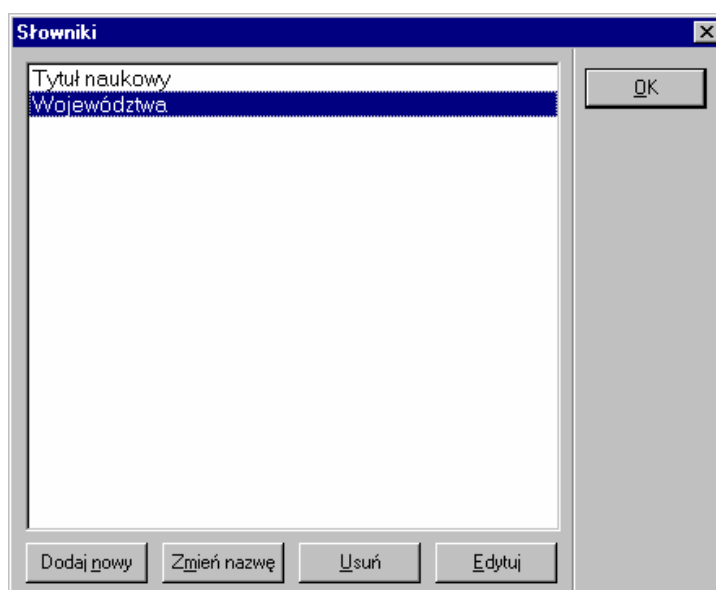 Słowniki
Tytuł naukowy
Województwa
OK
Dodaj nowy
Zmień nazwę
Usuń
Edytuj